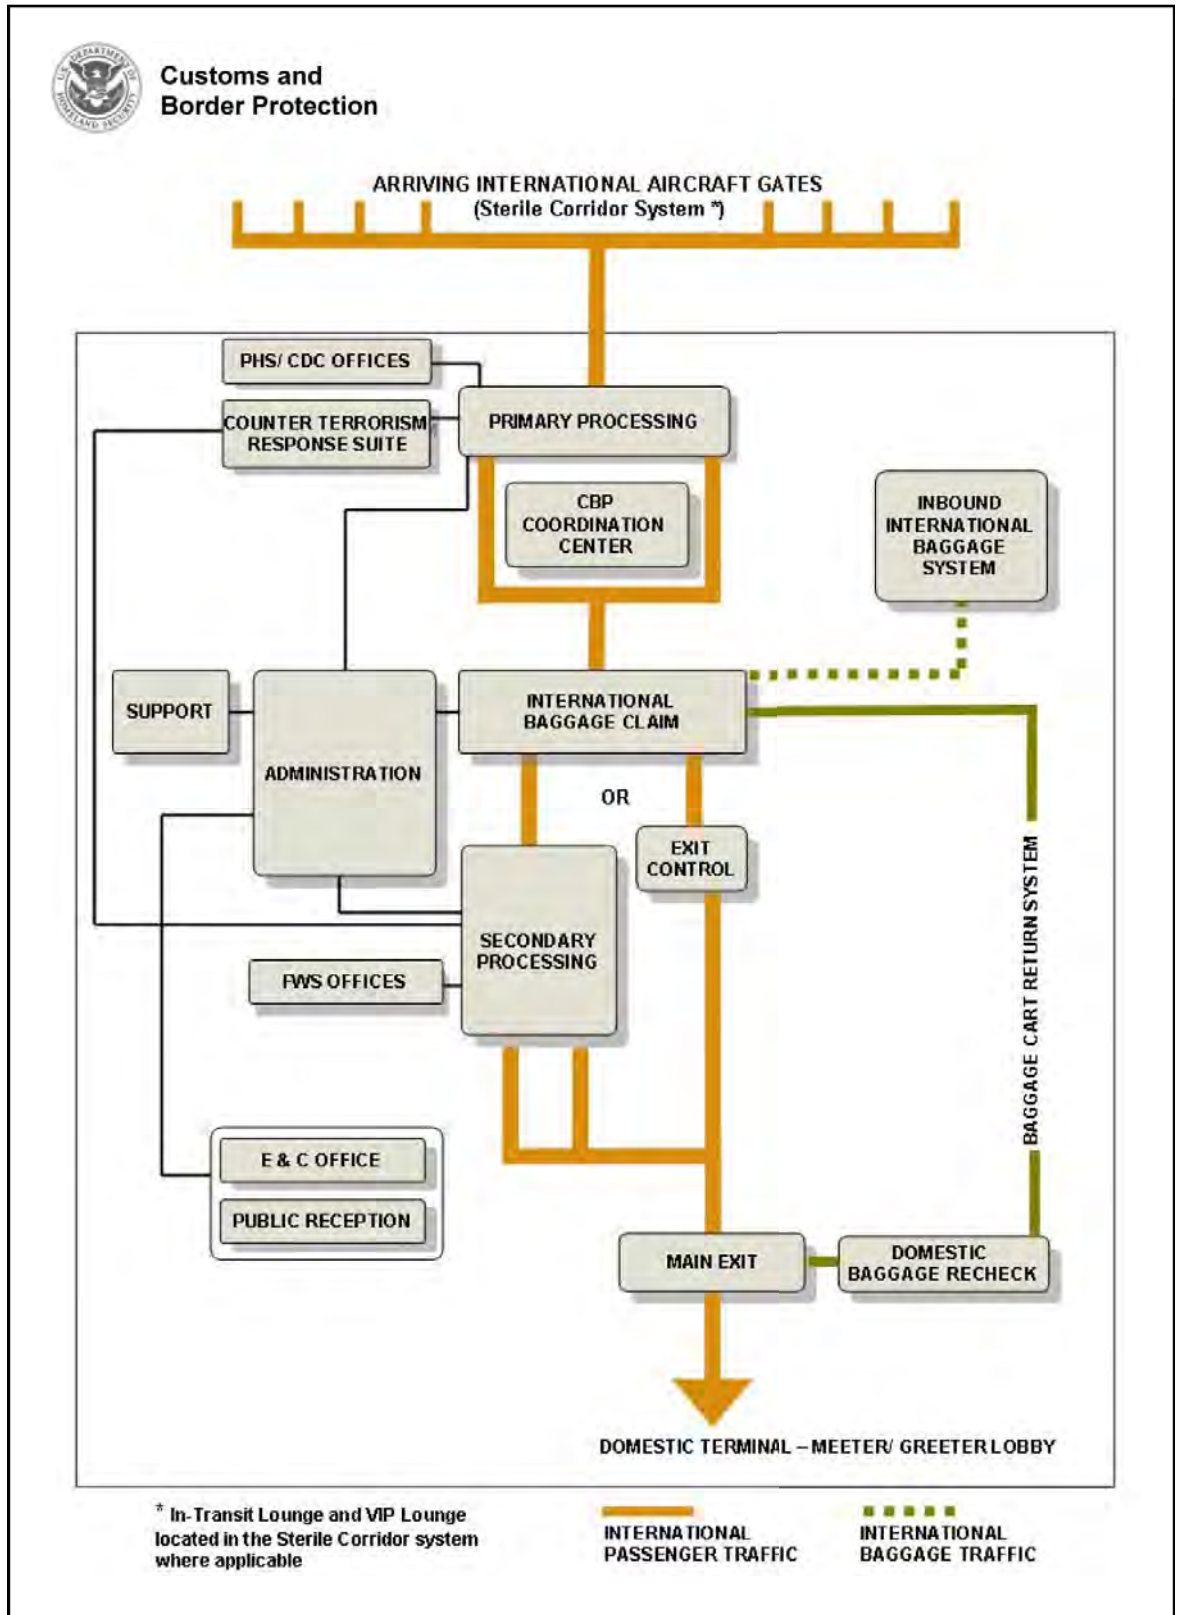 U.S. DEPARTMENT OF
HOMELAND SECURITY
Customs and
Border Protection
ARRIVING INTERNATIONAL AIRCRAFT GATES
(Sterile Corridor System *)
PHS/ CDC OFFICES
COUNTER TERRORISM
RESPONSE SUITE
PRIMARY PROCESSING
CBP
COORDINATION
CENTER
INBOUND
INTERNATIONAL
BAGGAGE
SYSTEM
SUPPORT
ADMINISTRATION
INTERNATIONAL
BAGGAGE CLAIM
OR
EXIT
CONTROL
SECONDARY
PROCESSING
FWS OFFICES
BAGGAGE CART RETURN SYSTEM
E & C OFFICE
PUBLIC RECEPTION
MAIN EXIT
DOMESTIC
BAGGAGE RECHECK
DOMESTIC TERMINAL – MEETER/ GREETER LOBBY
* In-Transit Lounge and VIP Lounge
located in the Sterile Corridor system
where applicable
INTERNATIONAL
PASSENGER TRAFFIC
INTERNATIONAL
BAGGAGE TRAFFIC